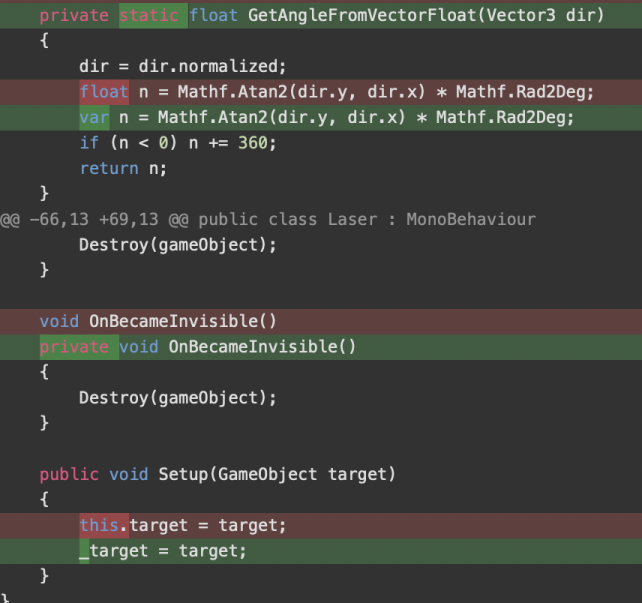 private static float GetAngleFromVectorFloat(Vector3 dir)
    {
        dir = dir.normalized;
        float n = Mathf.Atan2(dir.y, dir.x) * Mathf.Rad2Deg;
        var n = Mathf.Atan2(dir.y, dir.x) * Mathf.Rad2Deg;
        if (n < 0) n += 360;
        return n;
    }
@@ -66,13 +69,13 @@ public class Laser : MonoBehaviour
        Destroy(gameObject);
    }

    void OnBecameInvisible()
    private void OnBecameInvisible()
    {
        Destroy(gameObject);
    }

    public void Setup(GameObject target)
    {
        this.target = target;
        _target = target;
    }
}